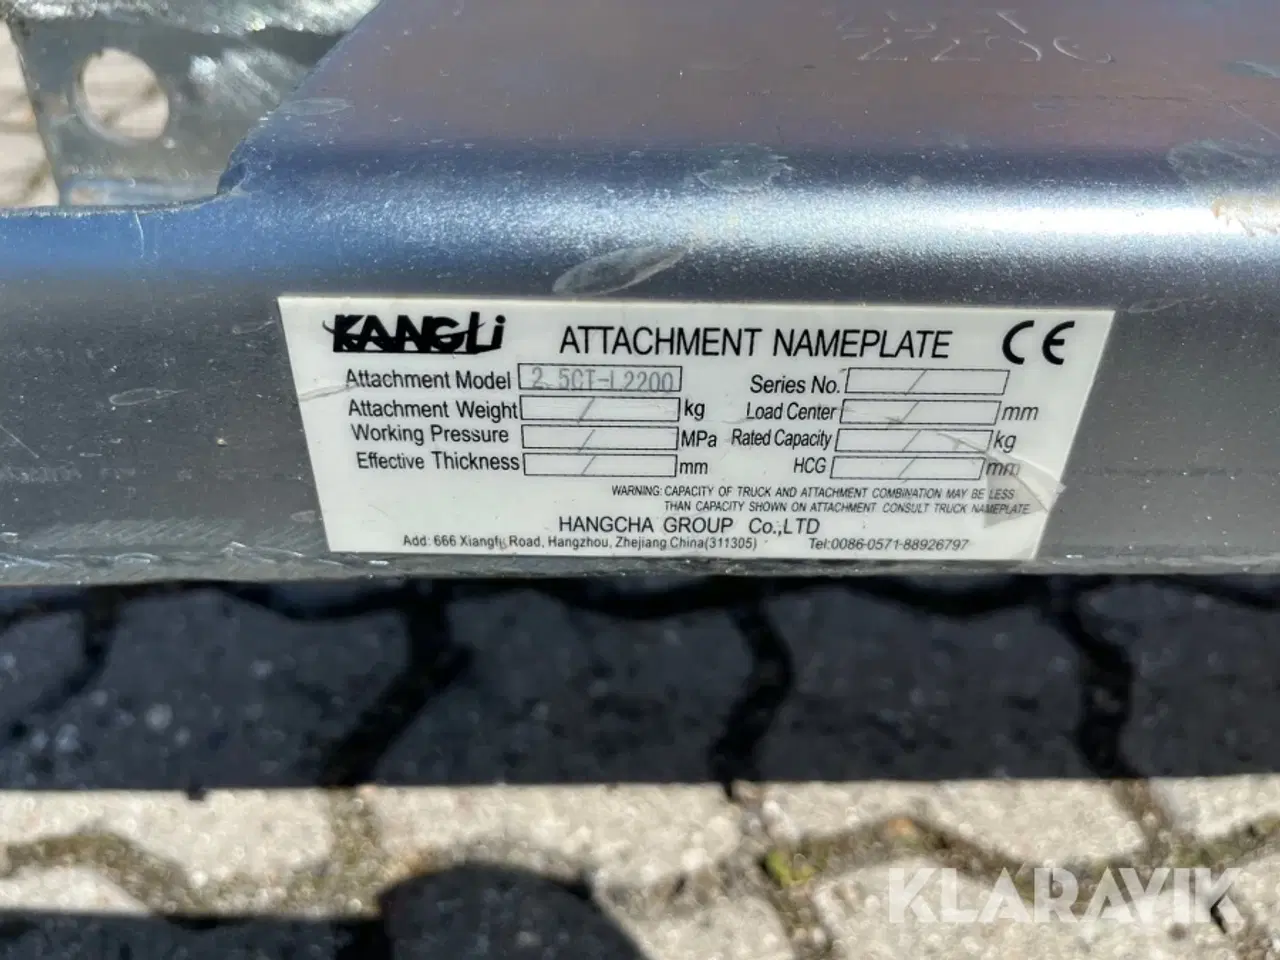 KANGLi ATTACHMENT NAMEPLATE CE
Attachment Model 2.5CT-L2200 Series No. /
Attachment Weight / kg Load Center / mm
Working Pressure / MPa Rated Capacity / kg
Effective Thickness / mm HCG / mm
WARNING: CAPACITY OF TRUCK AND ATTACHMENT COMBINATION MAY BE LESS
THAN CAPACITY SHOWN ON ATTACHMENT CONSULT TRUCK NAMEPLATE
HANGCHA GROUP Co.,LTD
Add: 666 Xiangfu Road, Hangzhou, Zhejiang China(311305) Tel:0086-0571-88926797
KLARAVIK